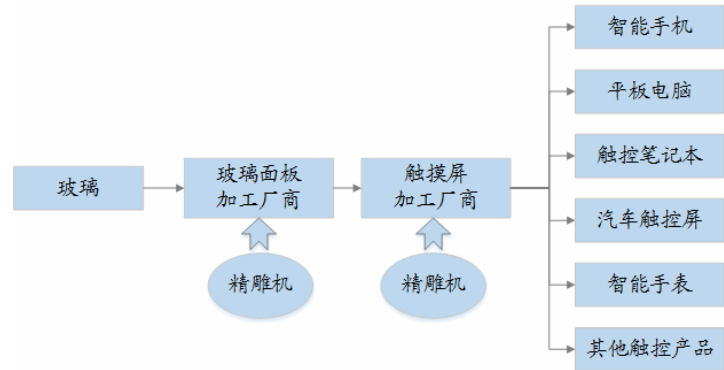 玻璃
玻璃面板
加工厂商
触摸屏
加工厂商
精雕机
精雕机
智能手机
平板电脑
触控笔记本
汽车触控屏
智能手表
其他触控产品